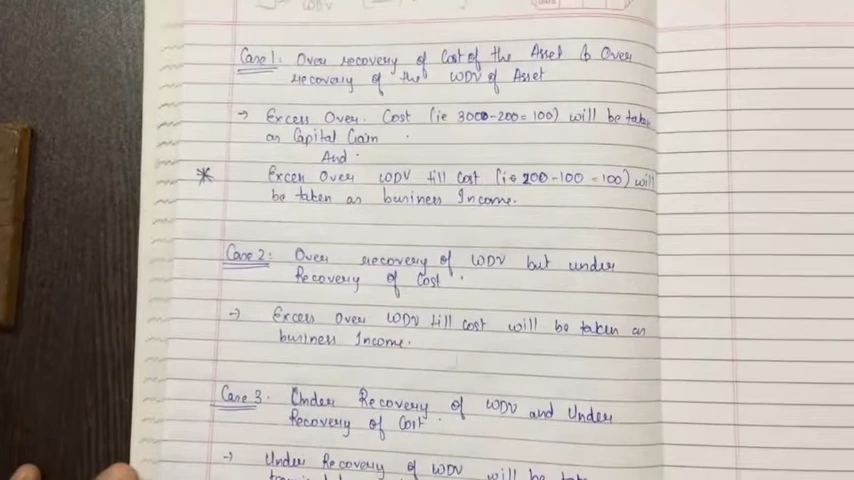 WDV
Case 1: Over recovery of Cost of the Asset & Over
recovery of the WDV of Asset
→ Excess Over. Cost (ie 3000-200=100) will be taken
as Capital Gain
And
* Excess Over WDV till cost (ie 200-100 =100) will
be taken as business Income.
Case 2: Over recovery of WDV but under
Recovery of Cost.
→ Excess Over WDV till cost will be taken as
business Income.
Case 3. Under Recovery of WDV and Under
Recovery of Cost.
→ Under Recovery of WDV will be